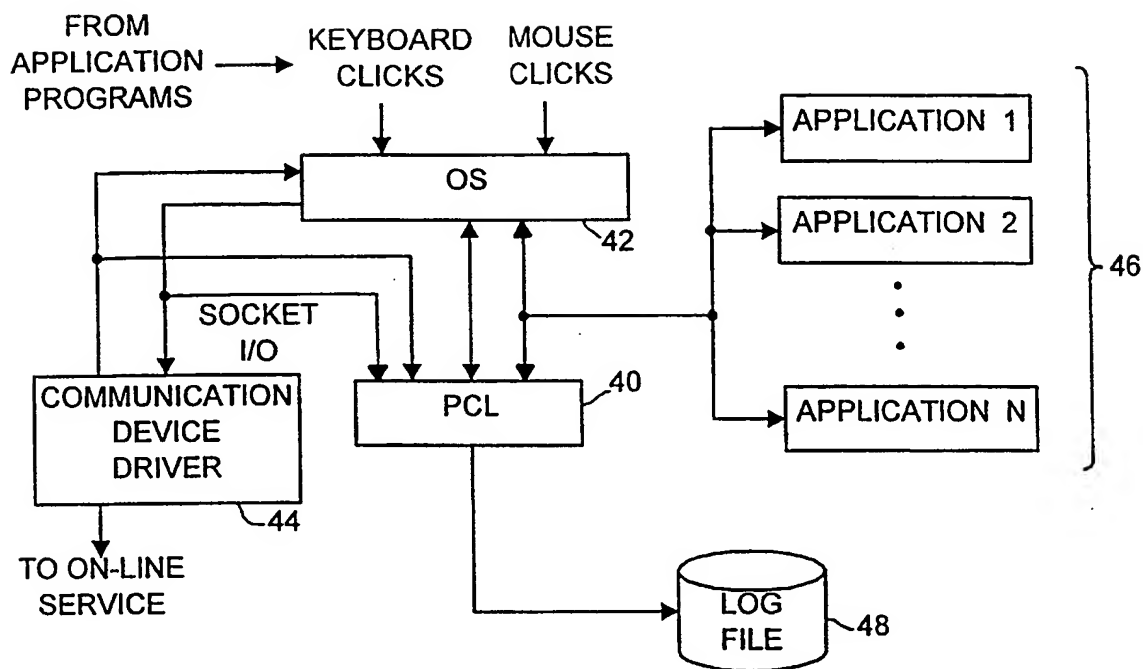 FROM
APPLICATION
PROGRAMS
KEYBOARD
CLICKS
MOUSE
CLICKS
OS
42
APPLICATION 1
APPLICATION 2
APPLICATION N
46
SOCKET
I/O
COMMUNICATION
DEVICE
DRIVER
44
PCL
40
TO ON-LINE
SERVICE
LOG
FILE
48